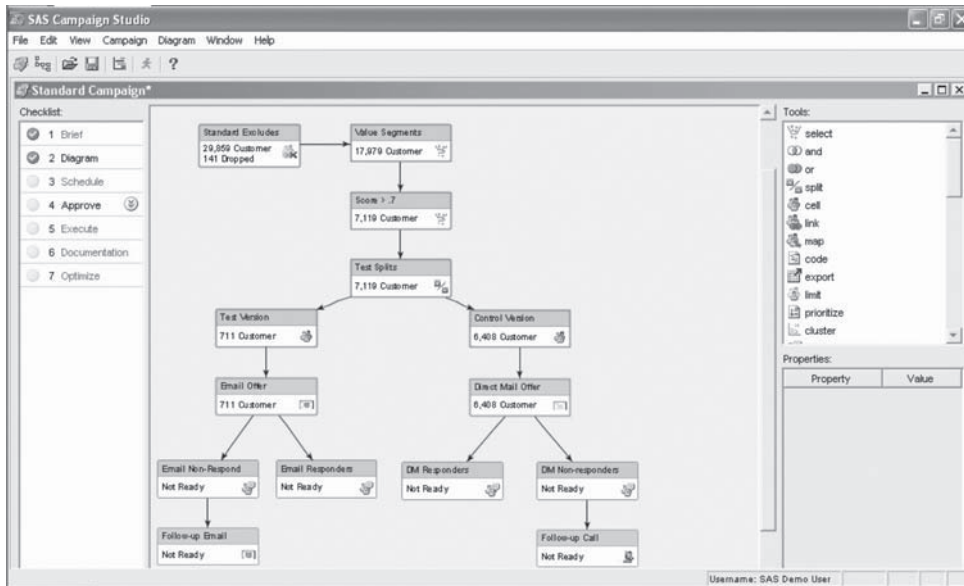 SAS Campaign Studio
File Edit View Campaign Diagram Window Help
Standard Campaign*
Checklist:
1 Brief
2 Diagram
3 Schedule
4 Approve
5 Execute
6 Documentation
7 Optimize
Standard Excludes
29,859 Customer
141 Dropped
Value Segments
17,979 Customer
Score > .7
7,119 Customer
Test Splits
7,119 Customer
Test Version
711 Customer
Control Version
6,408 Customer
Email Offer
711 Customer
Direct Mail Offer
6,408 Customer
Email Non-Respond
Not Ready
Email Responders
Not Ready
DM Responders
Not Ready
DM Non-responders
Not Ready
Follow-up Email
Not Ready
Follow-up Call
Not Ready
Tools:
select
and
or
split
cell
link
map
code
export
limit
prioritize
cluster
Properties:
Property Value
Username: SAS Demo User